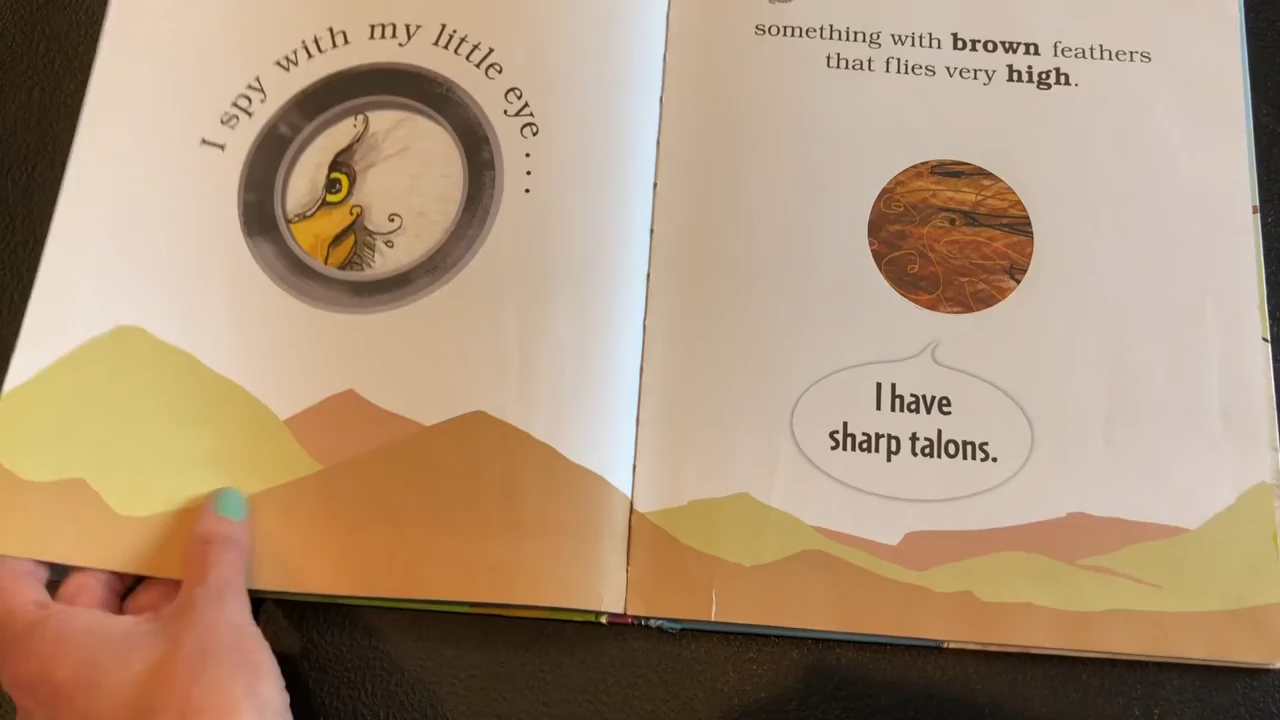 I spy with my little eye . . .
something with brown feathers
that flies very high.
I have
sharp talons.